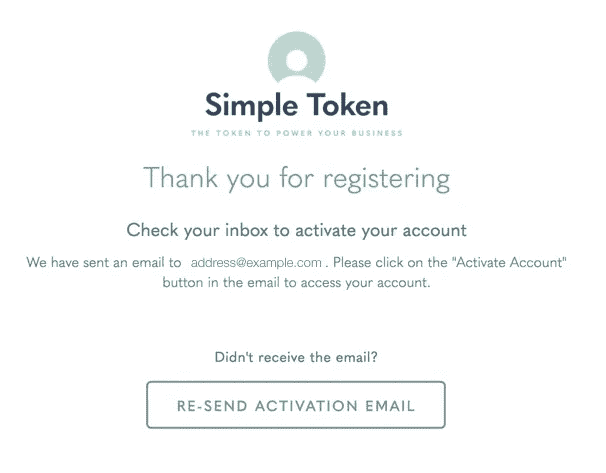 Simple Token
THE TOKEN TO POWER YOUR BUSINESS
Thank you for registering
Check your inbox to activate your account
We have sent an email to address@example.com . Please click on the "Activate Account"
button in the email to access your account.
Didn't receive the email?
RE-SEND ACTIVATION EMAIL